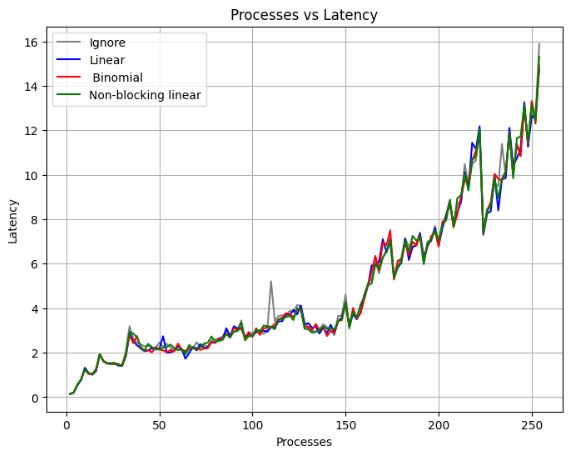 Processes vs Latency
Ignore
Linear
Binomial
Non-blocking linear
16
14
12
10
8
6
4
2
0
Latency
0 50 100 150 200 250
Processes